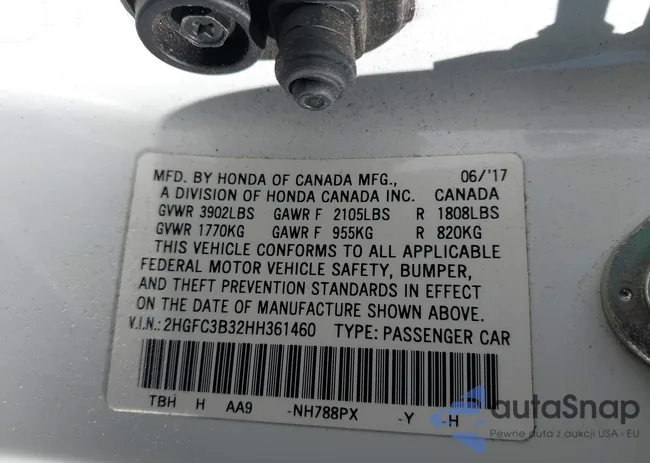 MFD. BY HONDA OF CANADA MFG., 06/'17
A DIVISION OF HONDA CANADA INC. CANADA
GVWR 3902LBS GAWR F 2105LBS R 1808LBS
GVWR 1770KG GAWR F 955KG R 820KG
THIS VEHICLE CONFORMS TO ALL APPLICABLE
FEDERAL MOTOR VEHICLE SAFETY, BUMPER,
AND THEFT PREVENTION STANDARDS IN EFFECT
ON THE DATE OF MANUFACTURE SHOWN ABOVE.
V.I.N.: 2HGFC3B32HH361460 TYPE: PASSENGER CAR
TBH H AA9 -NH788PX -Y -H
autaSnap
Pewne auta z aukcji USA i EU